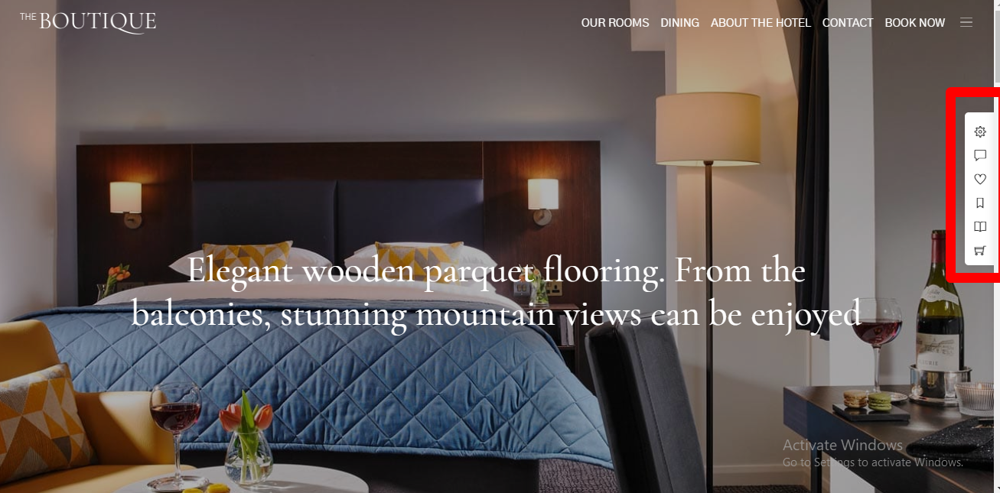 THE BOUTIQUE
OUR ROOMS DINING ABOUT THE HOTEL CONTACT BOOK NOW
Elegant wooden parquet flooring. From the
balconies, stunning mountain views can be enjoyed
Activate Windows
Go to Settings to activate Windows.